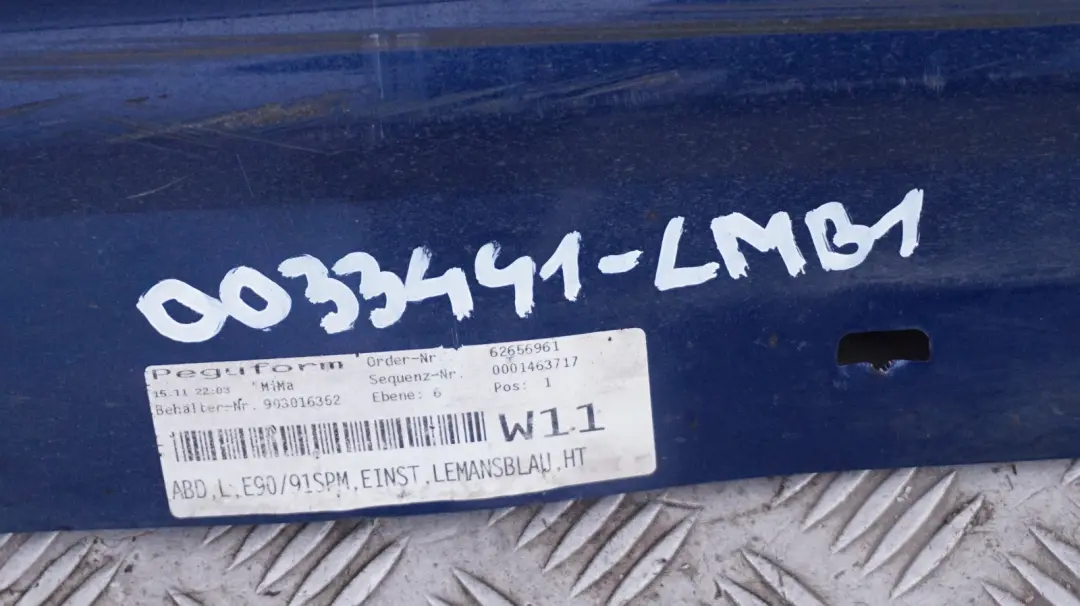 0033441-LMB1
Peguform Order-Nr. 62656961
15.11 22:03 MiMa Sequenz-Nr. 0001463717
Behälter-Nr. 903016362 Ebene: 6 Pos: 1
W11
ABD.L.E90/91SPM.EINST.LEMANSBLAU.HT